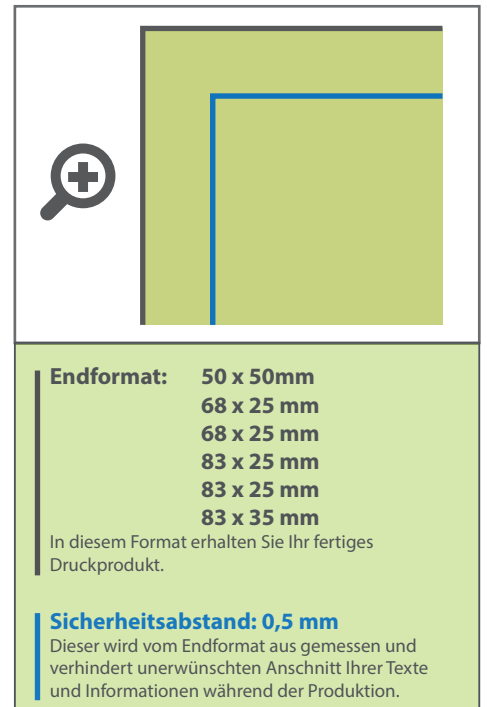 Endformat: 50 x 50mm
68 x 25 mm
68 x 25 mm
83 x 25 mm
83 x 25 mm
83 x 35 mm
In diesem Format erhalten Sie Ihr fertiges
Druckprodukt.
Sicherheitsabstand: 0,5 mm
Dieser wird vom Endformat aus gemessen und
verhindert unerwünschten Anschnitt Ihrer Texte
und Informationen während der Produktion.